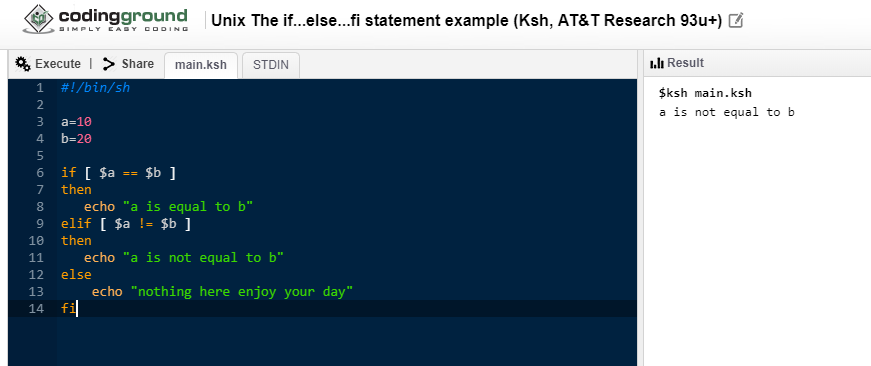 codingground
SIMPLY EASY CODING
Unix The if...else...fi statement example (Ksh, AT&T Research 93u+)
Execute | Share main.ksh STDIN
Result
1 #!/bin/sh
2
3 a=10
4 b=20
5
6 if [ $a == $b ]
7 then
8    echo "a is equal to b"
9 elif [ $a != $b ]
10 then
11    echo "a is not equal to b"
12 else
13     echo "nothing here enjoy your day"
14 fi
$ksh main.ksh
a is not equal to b